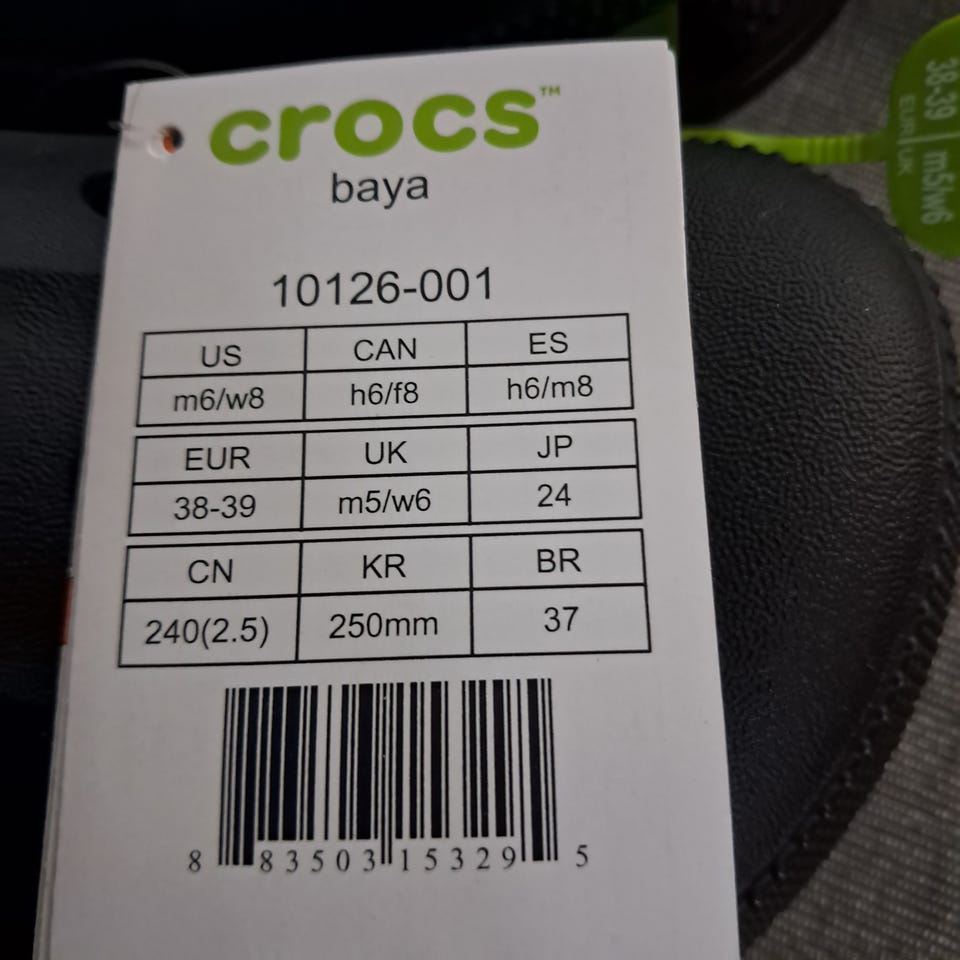 crocs™
baya
10126-001
US CAN ES
m6/w8 h6/f8 h6/m8
EUR UK JP
38-39 m5/w6 24
CN KR BR
240(2.5) 250mm 37
8 83503 15329 5
38-39 m5/w6
EUR UK